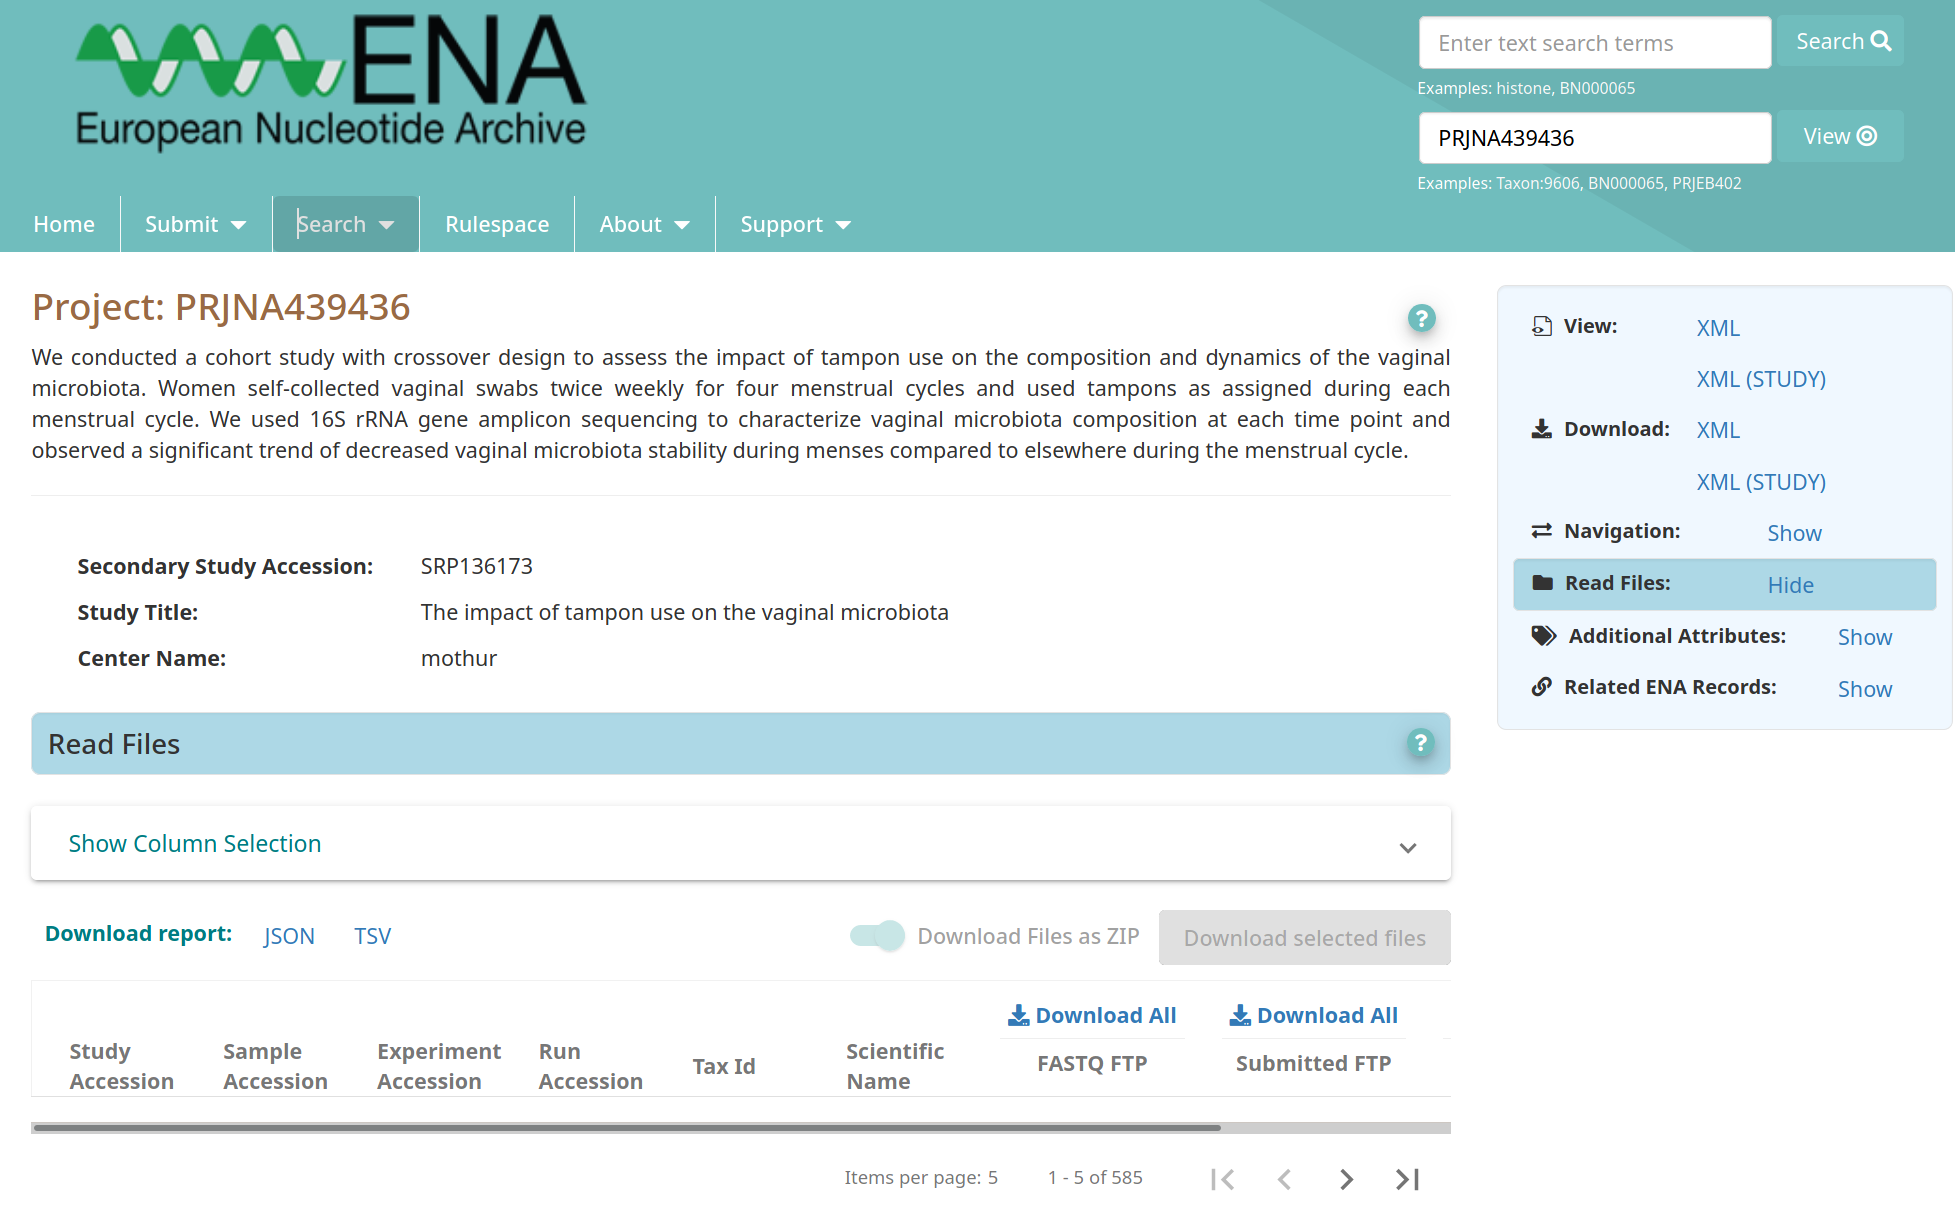 ENA
European Nucleotide Archive
Enter text search terms
Search
Examples: histone, BN000065
PRJNA439436
View
Examples: Taxon:9606, BN000065, PRJEB402
Home
Submit
Search
Rulespace
About
Support
Project: PRJNA439436
?
We conducted a cohort study with crossover design to assess the impact of tampon use on the composition and dynamics of the vaginal
microbiota. Women self-collected vaginal swabs twice weekly for four menstrual cycles and used tampons as assigned during each
menstrual cycle. We used 16S rRNA gene amplicon sequencing to characterize vaginal microbiota composition at each time point and
observed a significant trend of decreased vaginal microbiota stability during menses compared to elsewhere during the menstrual cycle.
View: XML
XML (STUDY)
Download: XML
XML (STUDY)
Navigation: Show
Read Files: Hide
Additional Attributes: Show
Related ENA Records: Show
Secondary Study Accession: SRP136173
Study Title: The impact of tampon use on the vaginal microbiota
Center Name: mothur
Read Files
?
Show Column Selection
Download report: JSON TSV
Download Files as ZIP
Download selected files
Study
Accession
Sample
Accession
Experiment
Accession
Run
Accession
Tax Id
Scientific
Name
Download All
FASTQ FTP
Download All
Submitted FTP
Items per page: 5
1 - 5 of 585